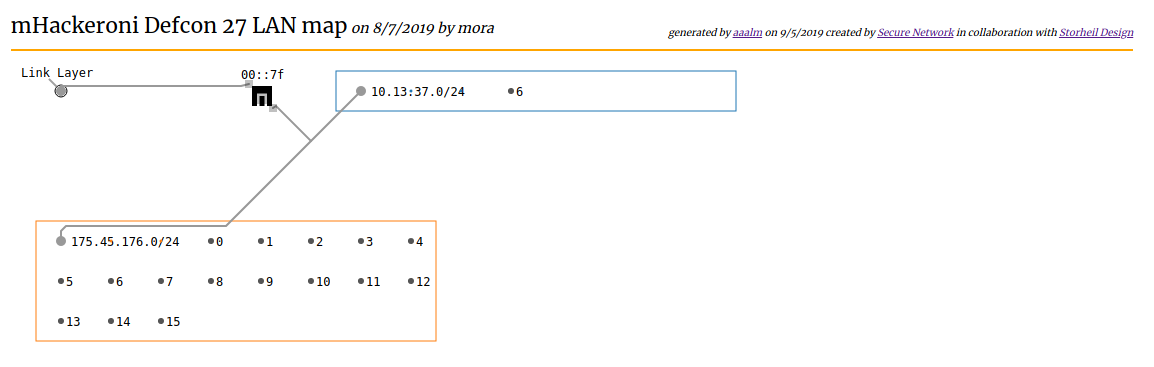 mHackeroni Defcon 27 LAN map on 8/7/2019 by mora
generated by aaalm on 9/5/2019 created by Secure Network in collaboration with Storheil Design
Link Layer
00::7f
10.13:37.0/24 6
175.45.176.0/24 0 1 2 3 4
5 6 7 8 9 10 11 12
13 14 15